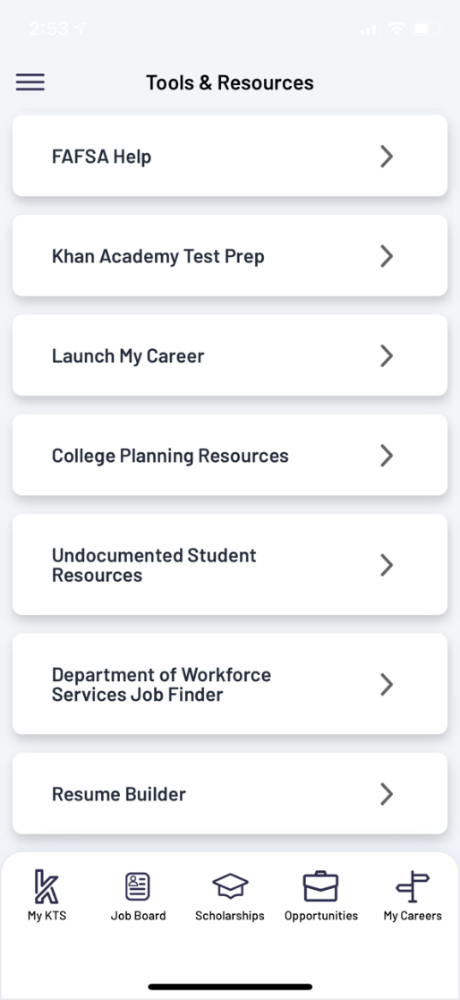 2:53
Tools & Resources
FAFSA Help
Khan Academy Test Prep
Launch My Career
College Planning Resources
Undocumented Student
Resources
Department of Workforce
Services Job Finder
Resume Builder
My KTS
Job Board
Scholarships
Opportunities
My Careers